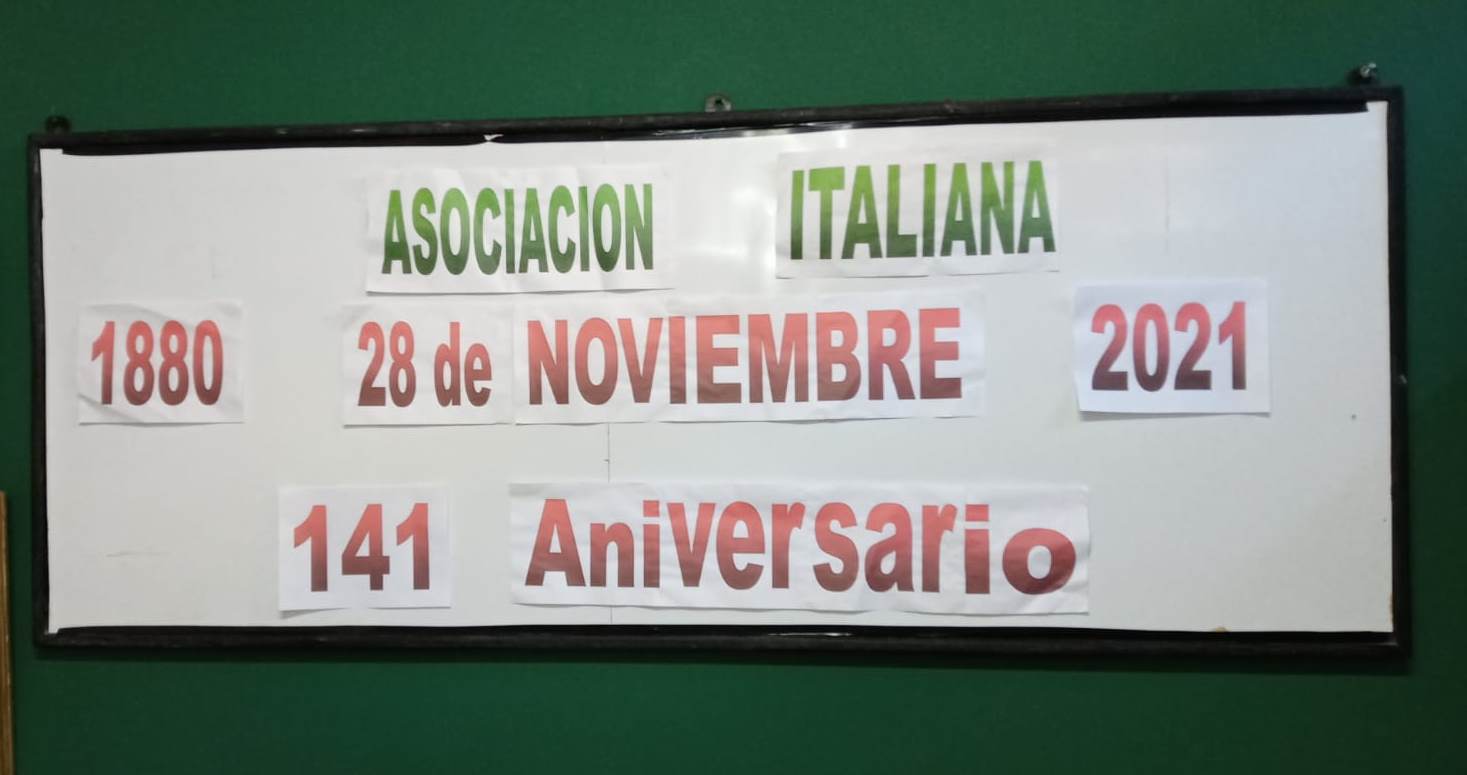 ASOCIACION ITALIANA
1880 28 de NOVIEMBRE 2021
141 Aniversario